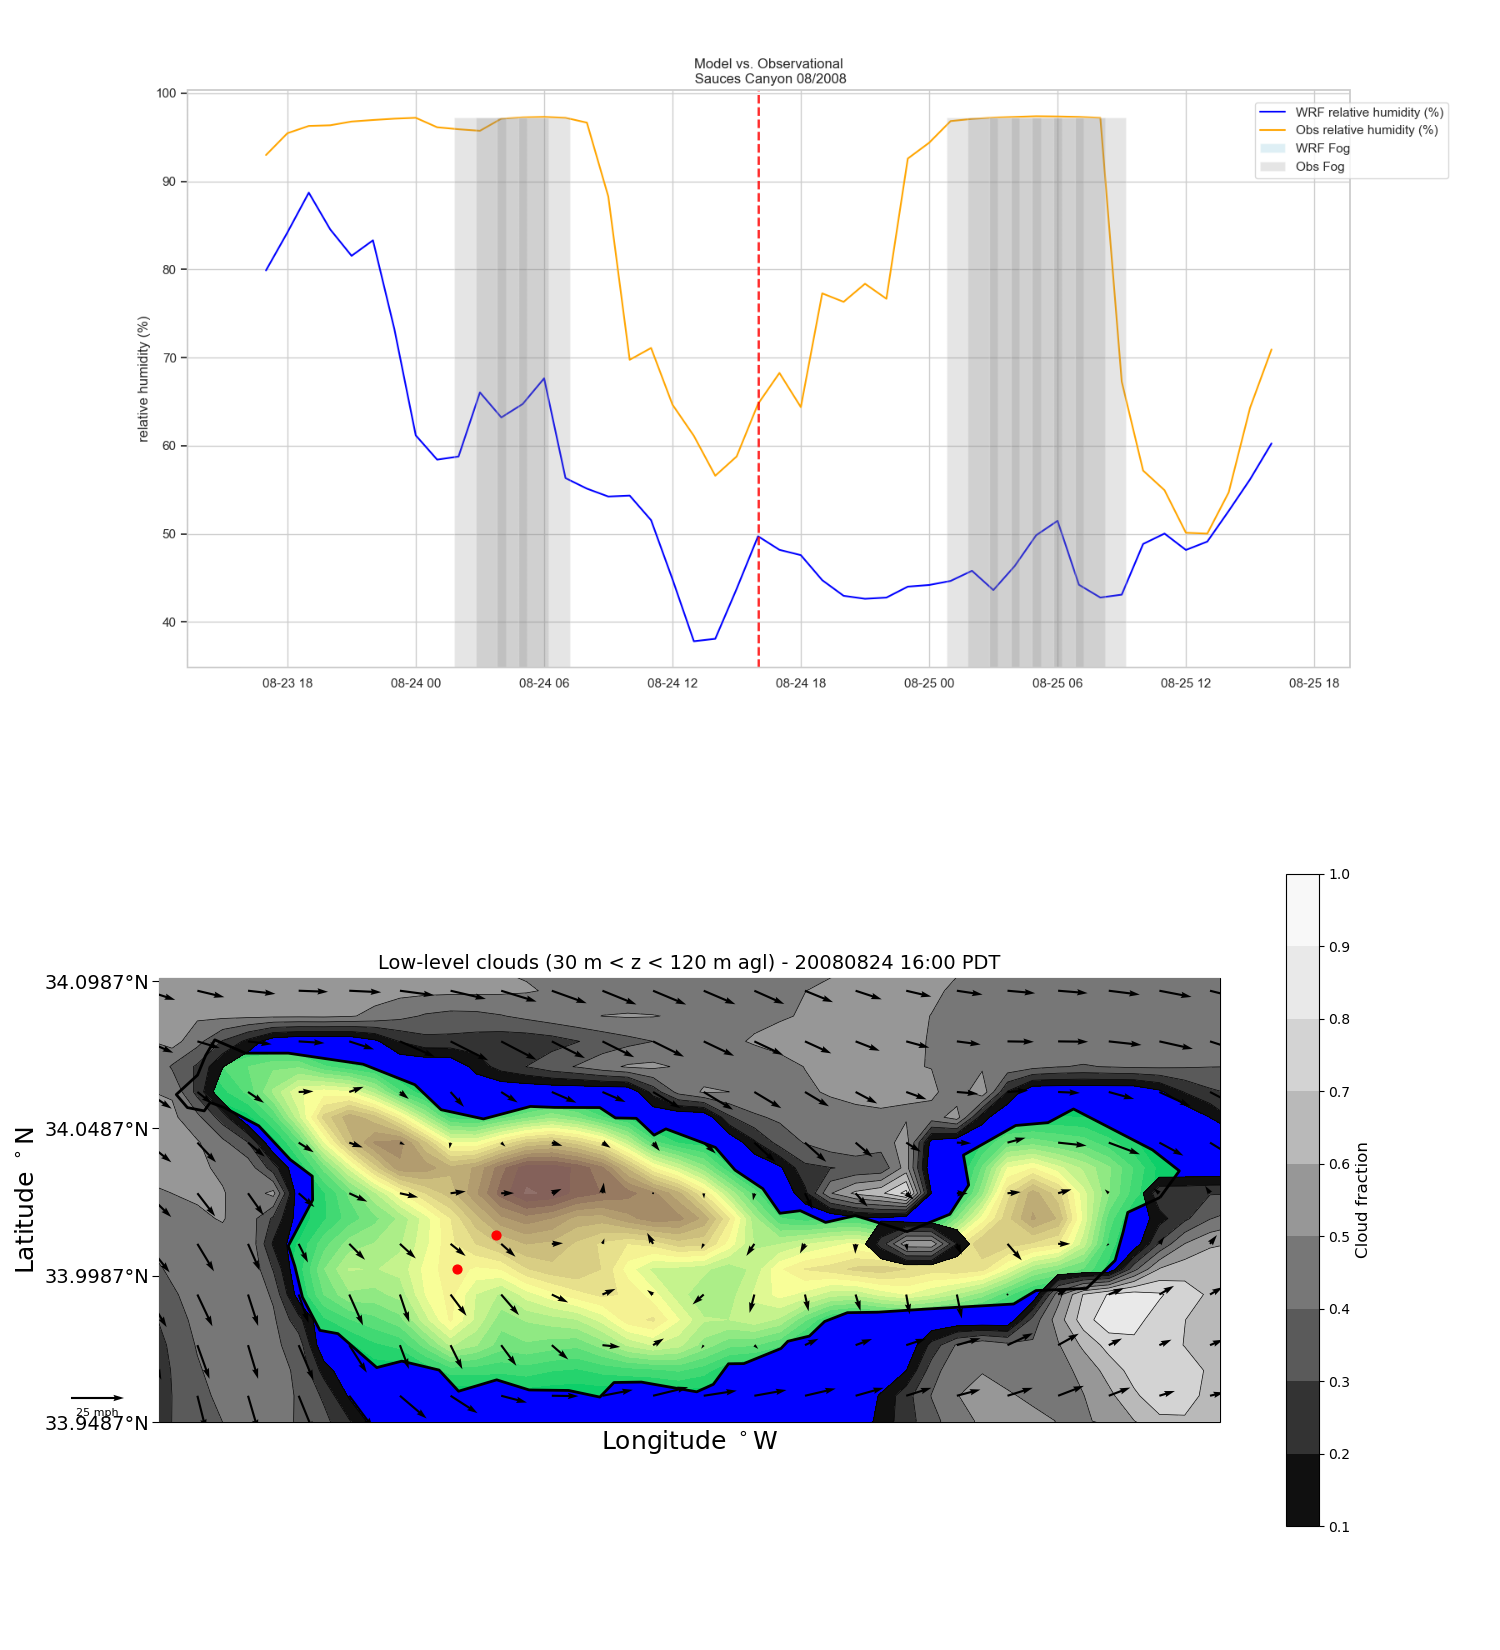 Model vs. Observational
Sauces Canyon 08/2008
100
90
80
70
60
50
40
relative humidity (%)
WRF relative humidity (%)
Obs relative humidity (%)
WRF Fog
Obs Fog
08-23 18
08-24 00
08-24 06
08-24 12
08-24 18
08-25 00
08-25 06
08-25 12
08-25 18
Low-level clouds (30 m < z < 120 m agl) - 20080824 16:00 PDT
34.0987°N
34.0487°N
33.9987°N
33.9487°N
Latitude °N
25 mph
Longitude °W
1.0
0.9
0.8
0.7
0.6
0.5
0.4
0.3
0.2
0.1
Cloud fraction